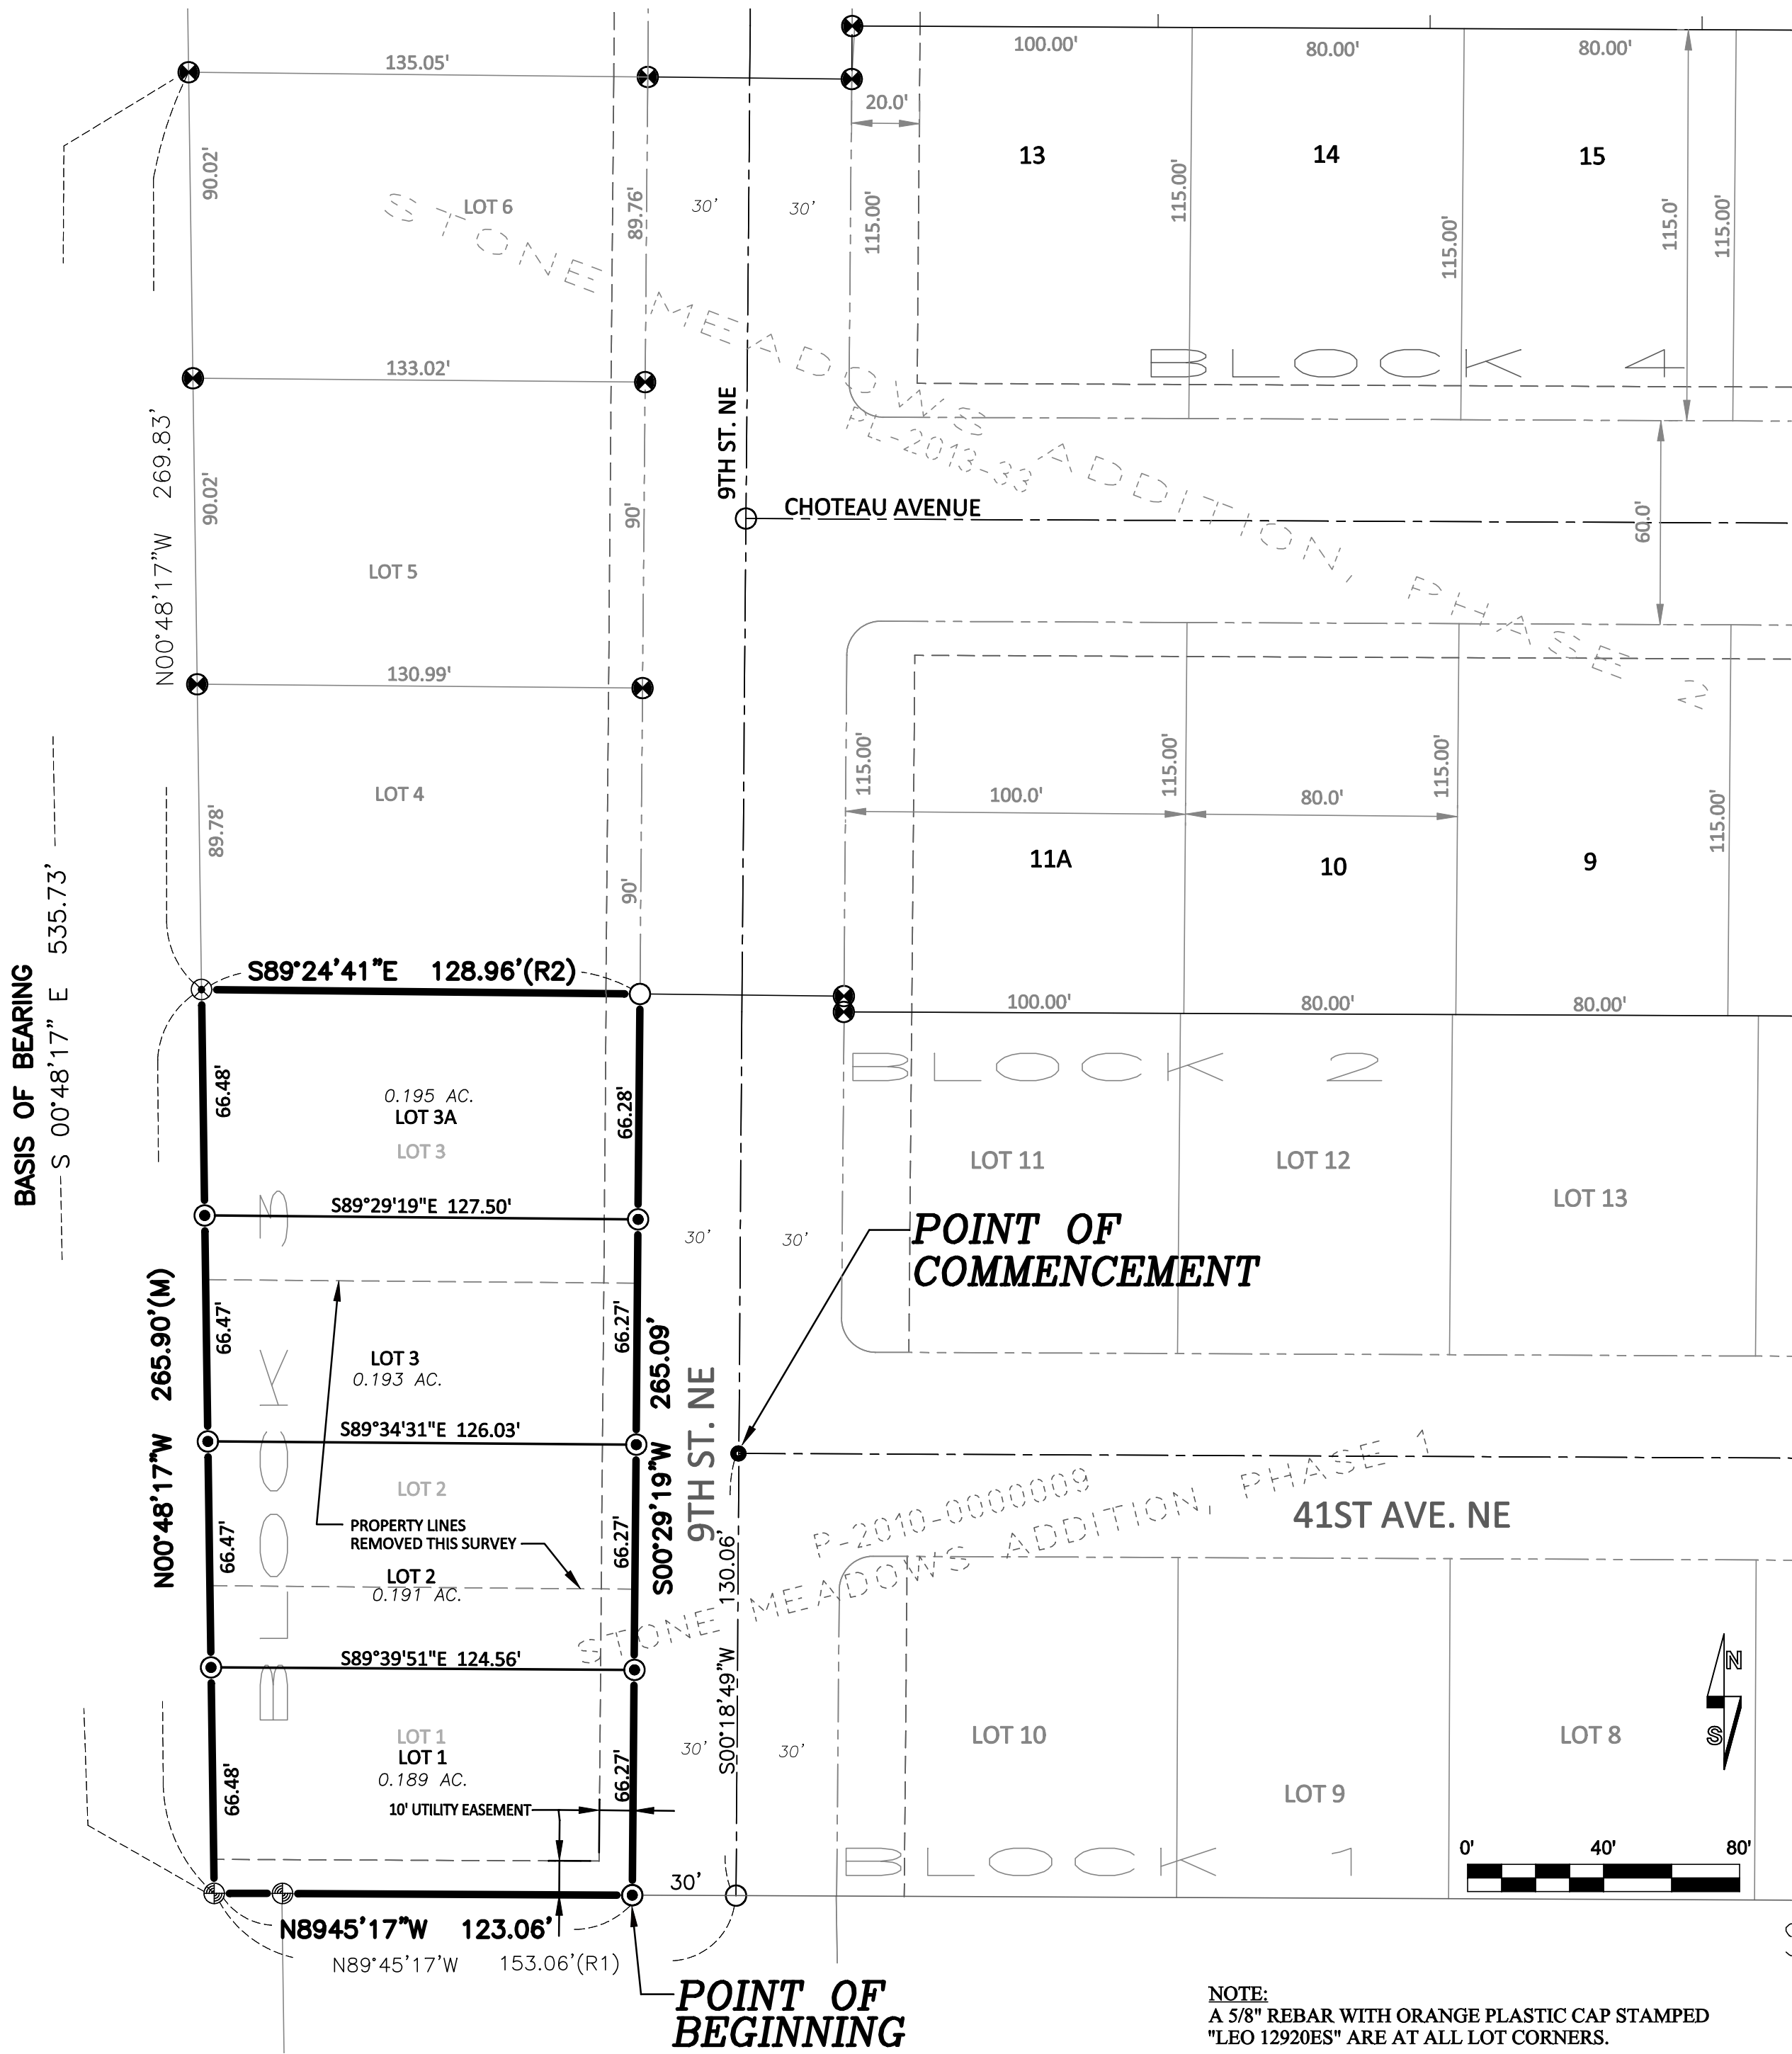 135.05'
100.00'
80.00'
80.00'
20.0'
13
14
15
90.02'
LOT 6
89.76'
30'
30'
115.00'
115.00'
115.00'
115.0'
115.00'
STONE MEADOWS ADDITION, PHASE 2
PL-2013-33
BLOCK 4
133.02'
9TH ST. NE
CHOTEAU AVENUE
60.0'
N00°48'17"W 269.83'
90.02'
90'
LOT 5
130.99'
LOT 4
89.78'
90'
115.00'
115.00'
115.00'
115.00'
100.0'
80.0'
11A
10
9
BASIS OF BEARING
S 00°48'17" E 535.73'
S89°24'41"E 128.96'(R2)
100.00'
80.00'
80.00'
BLOCK 2
66.48'
0.195 AC.
LOT 3A
LOT 3
66.28'
LOT 11
LOT 12
LOT 13
S89°29'19"E 127.50'
30'
30'
POINT OF
COMMENCEMENT
BLOCK 3
N00°48'17"W 265.90'(M)
66.47'
LOT 3
0.193 AC.
66.27'
S00°29'19"W 265.09'
9TH ST. NE
S89°34'31"E 126.03'
LOT 2
PROPERTY LINES
REMOVED THIS SURVEY
66.47'
LOT 2
0.191 AC.
66.27'
S00°18'49"W 130.06'
P-2010-0000009
STONE MEADOWS ADDITION, PHASE 1
41ST AVE. NE
S89°39'51"E 124.56'
LOT 1
LOT 1
0.189 AC.
66.48'
66.27'
10' UTILITY EASEMENT
30'
30'
LOT 10
LOT 9
LOT 8
N
S
BLOCK 1
0'
40'
80'
30'
N8945'17"W 123.06'
N89°45'17'W 153.06'(R1)
POINT OF
BEGINNING
NOTE:
A 5/8" REBAR WITH ORANGE PLASTIC CAP STAMPED
"LEO 12920ES" ARE AT ALL LOT CORNERS.